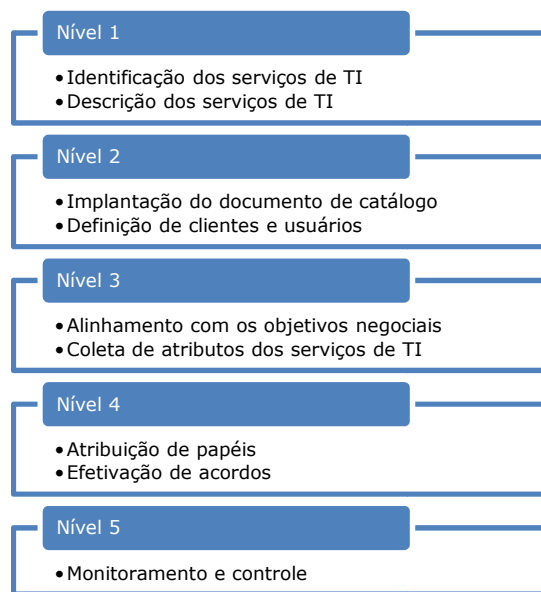 Nível 1
• Identificação dos serviços de TI
• Descrição dos serviços de TI
Nível 2
• Implantação do documento de catálogo
• Definição de clientes e usuários
Nível 3
• Alinhamento com os objetivos negociais
• Coleta de atributos dos serviços de TI
Nível 4
• Atribuição de papéis
• Efetivação de acordos
Nível 5
• Monitoramento e controle